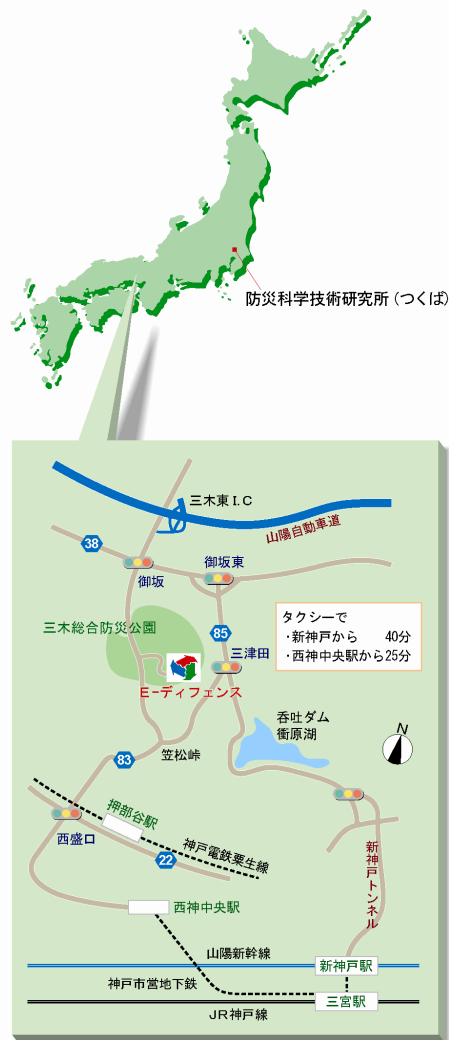 防災科学技術研究所(つくば)
三木東I.C
山陽自動車道
38
御坂東
御坂
タクシーで
・新神戸から 40分
・西神中央駅から25分
三木総合防災公園
85
三津田
E-ディフェンス
呑吐ダム
衝原湖
N
笠松峠
83
押部谷駅
西盛口
神戸電鉄粟生線
22
新神戸トンネル
西神中央駅
山陽新幹線
新神戸駅
神戸市営地下鉄
三宮駅
JR神戸線